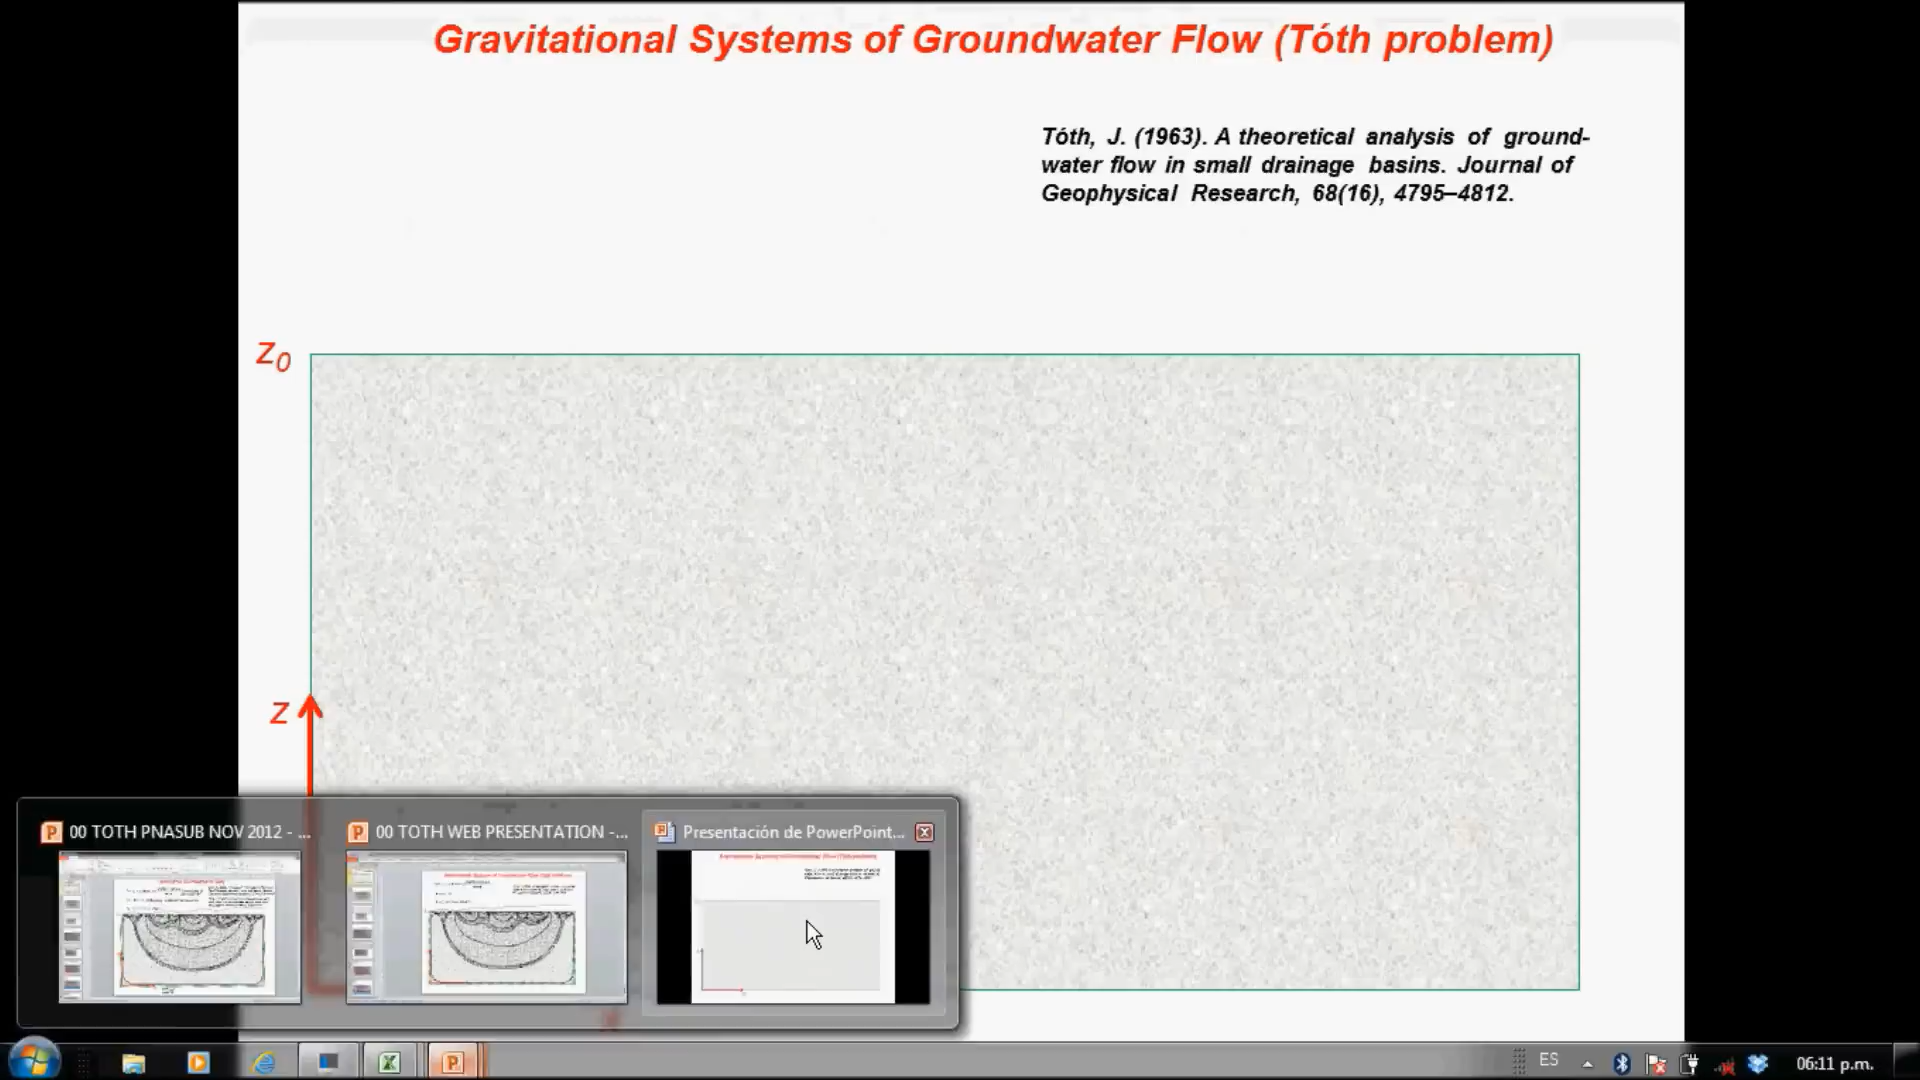 Gravitational Systems of Groundwater Flow (Tóth problem)
Tóth, J. (1963). A theoretical analysis of ground-
water flow in small drainage basins. Journal of
Geophysical Research, 68(16), 4795–4812.
z0
z
00 TOTH PNASUB NOV 2012 - ...
00 TOTH WEB PRESENTATION -...
Presentación de PowerPoint...
ES
06:11 p.m.